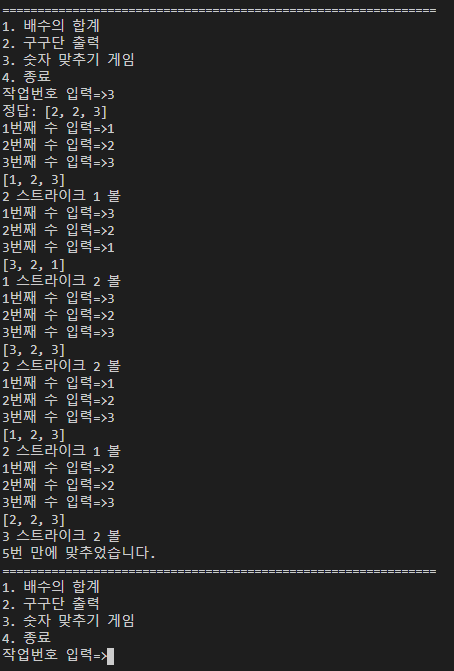 ==============================================================
1. 배수의 합계
2. 구구단 출력
3. 숫자 맞추기 게임
4. 종료
작업번호 입력=>3
정답: [2, 2, 3]
1번째 수 입력=>1
2번째 수 입력=>2
3번째 수 입력=>3
[1, 2, 3]
2 스트라이크 1 볼
1번째 수 입력=>3
2번째 수 입력=>2
3번째 수 입력=>1
[3, 2, 1]
1 스트라이크 2 볼
1번째 수 입력=>3
2번째 수 입력=>2
3번째 수 입력=>3
[3, 2, 3]
2 스트라이크 2 볼
1번째 수 입력=>1
2번째 수 입력=>2
3번째 수 입력=>3
[1, 2, 3]
2 스트라이크 1 볼
1번째 수 입력=>2
2번째 수 입력=>2
3번째 수 입력=>3
[2, 2, 3]
3 스트라이크 2 볼
5번 만에 맞추었습니다.
==============================================================
1. 배수의 합계
2. 구구단 출력
3. 숫자 맞추기 게임
4. 종료
작업번호 입력=>